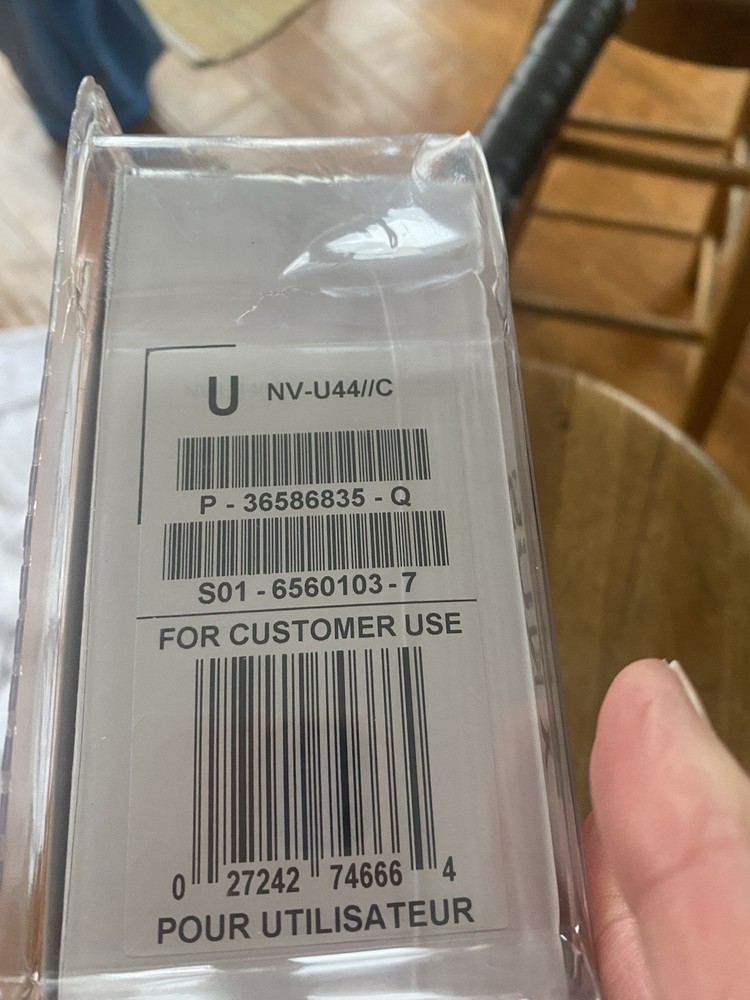 U NV-U44//C
P - 36586835 - Q
S01 - 6560103 - 7
FOR CUSTOMER USE
0 27242 74666 4
POUR UTILISATEUR